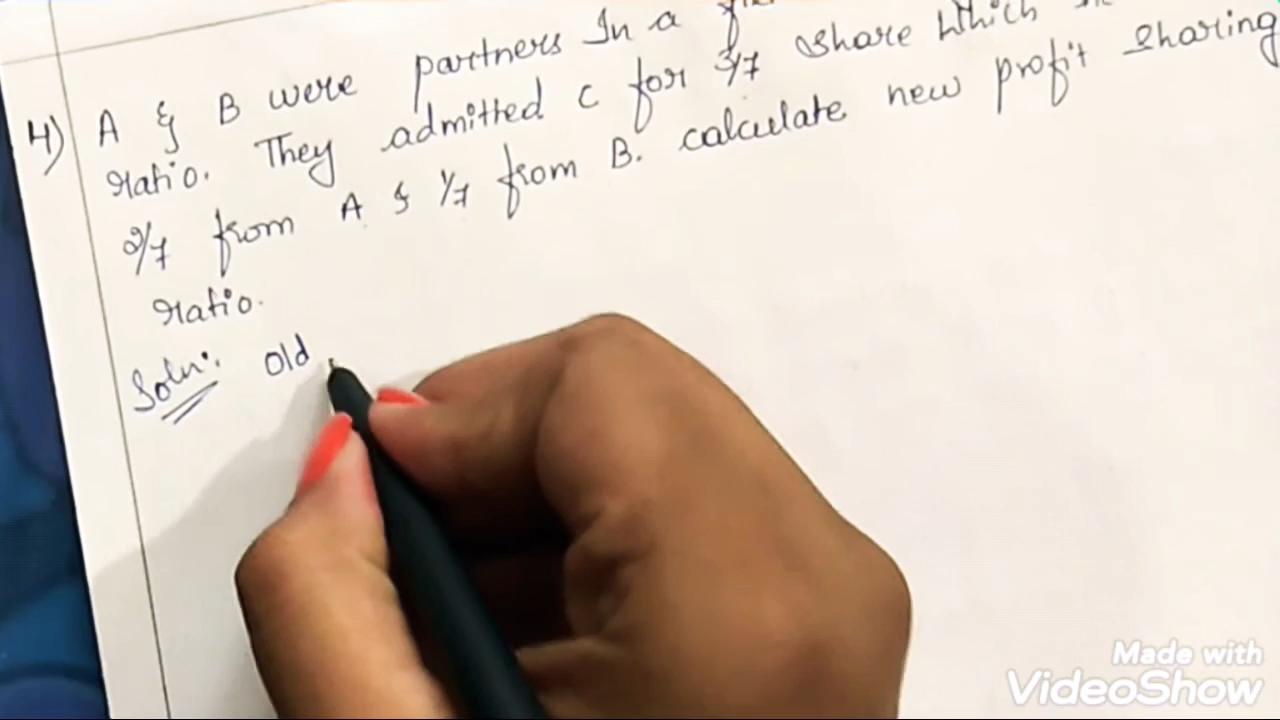 4) A & B were partners In a
ratio. They admitted C for 3/7 share which
2/7 from A & 1/7 from B. calculate new profit sharing
ratio.
Soln: Old
Made with
VideoShow